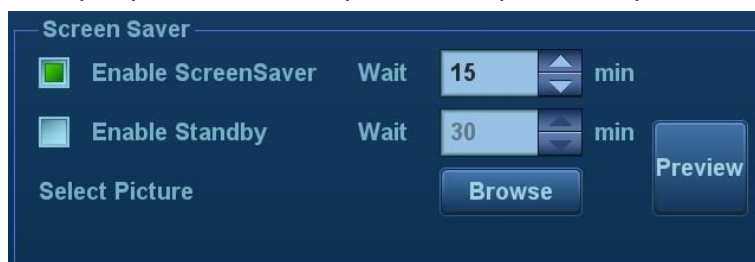 Screen Saver
Enable ScreenSaver Wait 15 min
Enable Standby Wait 30 min
Preview
Select Picture Browse